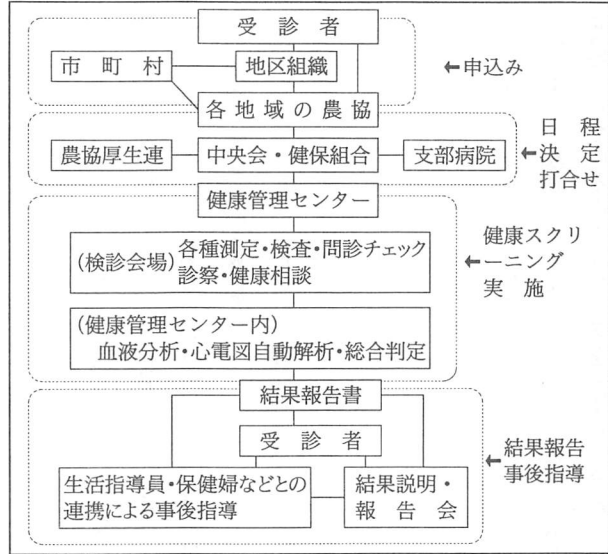 受診者
市町村
地区組織
←申込み
各地域の農協
農協厚生連
中央会・健保組合
支部病院
日程
←決定
打合せ
健康管理センター
(検診会場)
各種測定・検査・問診チェック
診察・健康相談
健康スクリ
←ーニング
実施
(健康管理センター内)
血液分析・心電図自動解析・総合判定
結果報告書
受診者
←結果報告
事後指導
生活指導員・保健婦などとの
連携による事後指導
結果説明・
報告会